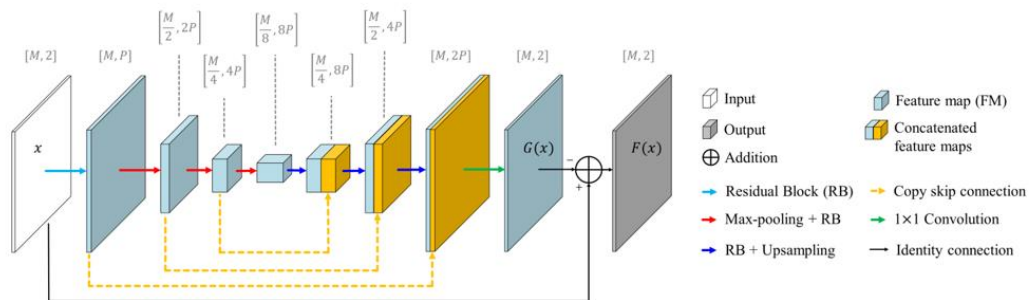 [M, 2]
[M, P]
[M/2, 2P]
[M/4, 4P]
[M/8, 8P]
[M/4, 8P]
[M/2, 4P]
[M, 2P]
[M, 2]
[M, 2]
x
G(x)
−
+
+
F(x)
Input
Output
Addition
Residual Block (RB)
Max-pooling + RB
RB + Upsampling
Feature map (FM)
Concatenated
feature maps
Copy skip connection
1×1 Convolution
Identity connection